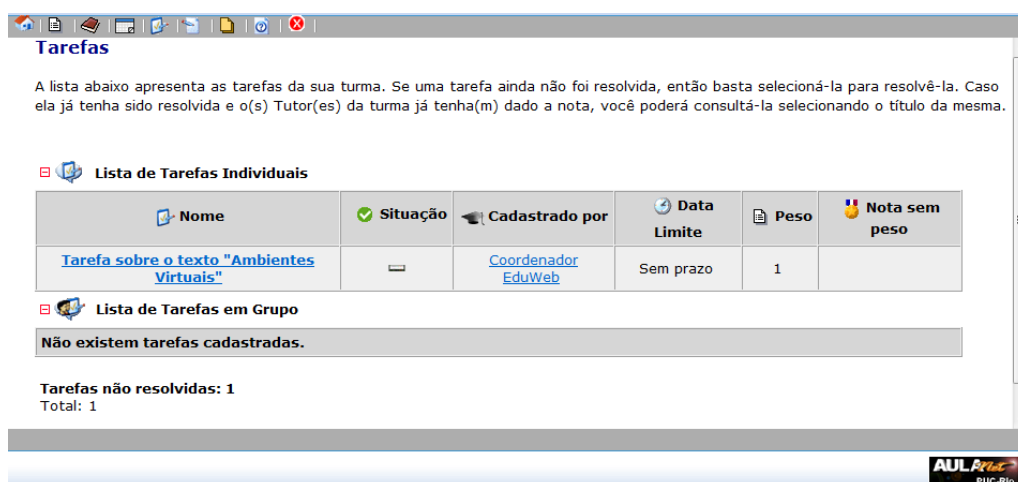 Tarefas
A lista abaixo apresenta as tarefas da sua turma. Se uma tarefa ainda não foi resolvida, então basta selecioná-la para resolvê-la. Caso
ela já tenha sido resolvida e o(s) Tutor(es) da turma já tenha(m) dado a nota, você poderá consultá-la selecionando o título da mesma.
Lista de Tarefas Individuais
Nome Situação Cadastrado por Data Limite Peso Nota sem peso
Tarefa sobre o texto "Ambientes Virtuais" Coordenador EduWeb Sem prazo 1
Lista de Tarefas em Grupo
Não existem tarefas cadastradas.
Tarefas não resolvidas: 1
Total: 1
AULANet
PUC-Rio